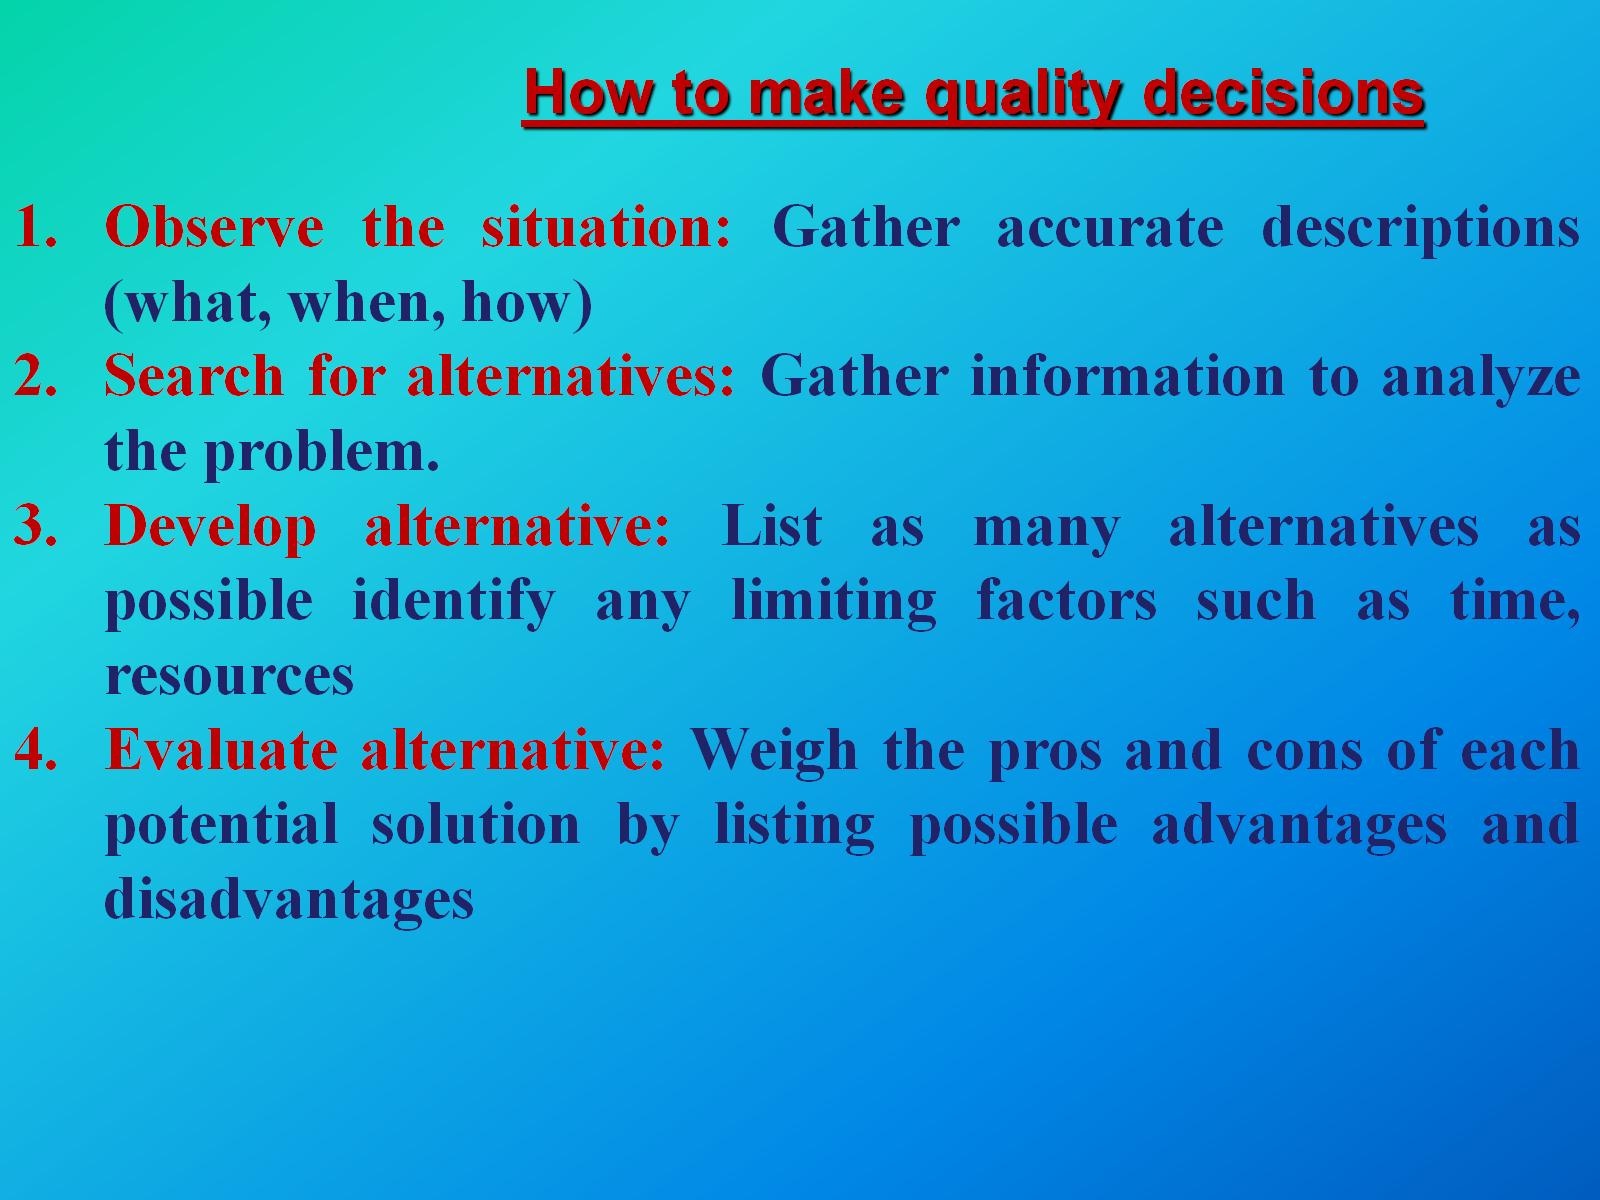 How to make quality decisions
1. Observe the situation: Gather accurate descriptions
(what, when, how)
2. Search for alternatives: Gather information to analyze
the problem.
3. Develop alternative: List as many alternatives as
possible identify any limiting factors such as time,
resources
4. Evaluate alternative: Weigh the pros and cons of each
potential solution by listing possible advantages and
disadvantages